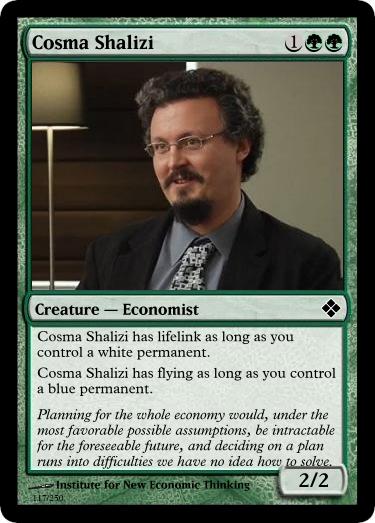 Cosma Shalizi 1
Creature — Economist
Cosma Shalizi has lifelink as long as you
control a white permanent.
Cosma Shalizi has flying as long as you control
a blue permanent.
Planning for the whole economy would, under the
most favorable possible assumptions, be intractable
for the foreseeable future, and deciding on a plan
runs into difficulties we have no idea how to solve.
Institute for New Economic Thinking
2/2
117/250